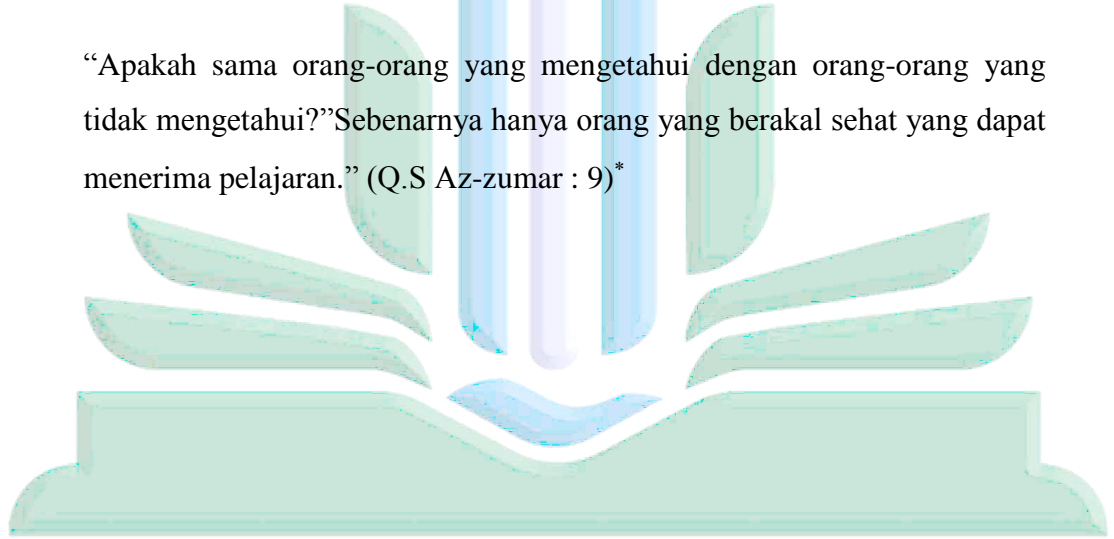 “Apakah sama orang-orang yang mengetahui dengan orang-orang yang
tidak mengetahui?”Sebenarnya hanya orang yang berakal sehat yang dapat
menerima pelajaran.” (Q.S Az-zumar : 9)*